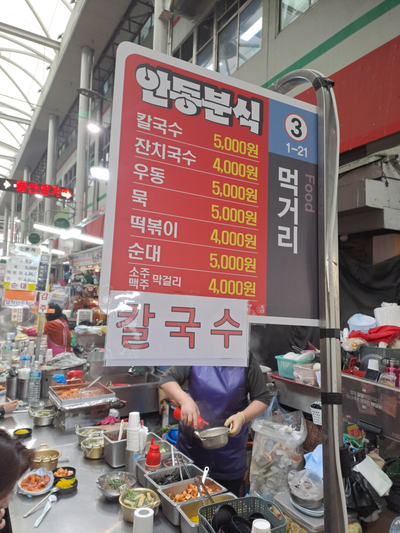 안동분식
칼국수 5,000원
잔치국수 4,000원
우동 5,000원
묵 5,000원
떡볶이 4,000원
순대 5,000원
소주 맥주 막걸리 4,000원
칼국수
3
1~21
먹거리
Food